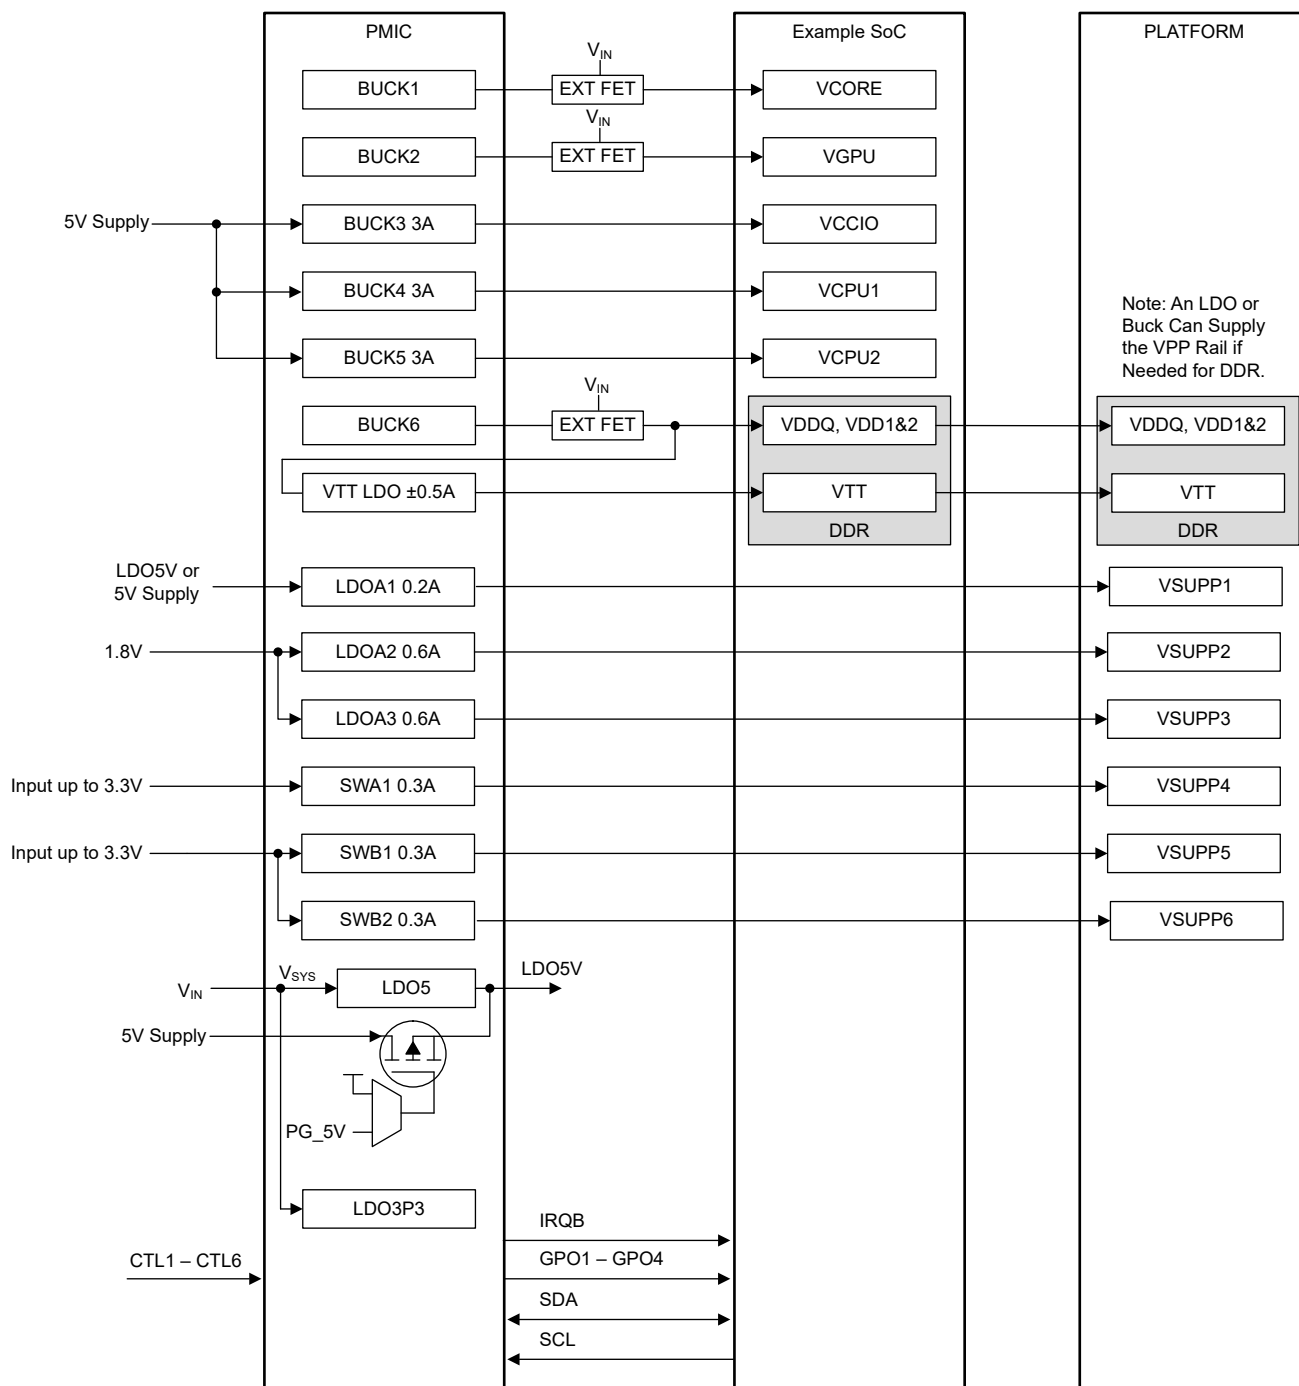 PMIC
Example SoC
PLATFORM
VIN
BUCK1
EXT FET
VCORE
VIN
BUCK2
EXT FET
VGPU
5V Supply
BUCK3 3A
VCCIO
BUCK4 3A
VCPU1
Note: An LDO or
Buck Can Supply
the VPP Rail if
Needed for DDR.
BUCK5 3A
VCPU2
VIN
BUCK6
EXT FET
VDDQ, VDD1&2
VDDQ, VDD1&2
VTT LDO ±0.5A
VTT
VTT
DDR
DDR
LDO5V or
5V Supply
LDOA1 0.2A
VSUPP1
1.8V
LDOA2 0.6A
VSUPP2
LDOA3 0.6A
VSUPP3
Input up to 3.3V
SWA1 0.3A
VSUPP4
Input up to 3.3V
SWB1 0.3A
VSUPP5
SWB2 0.3A
VSUPP6
VIN
VSYS
LDO5
LDO5V
5V Supply
PG_5V
LDO3P3
IRQB
CTL1 – CTL6
GPO1 – GPO4
SDA
SCL